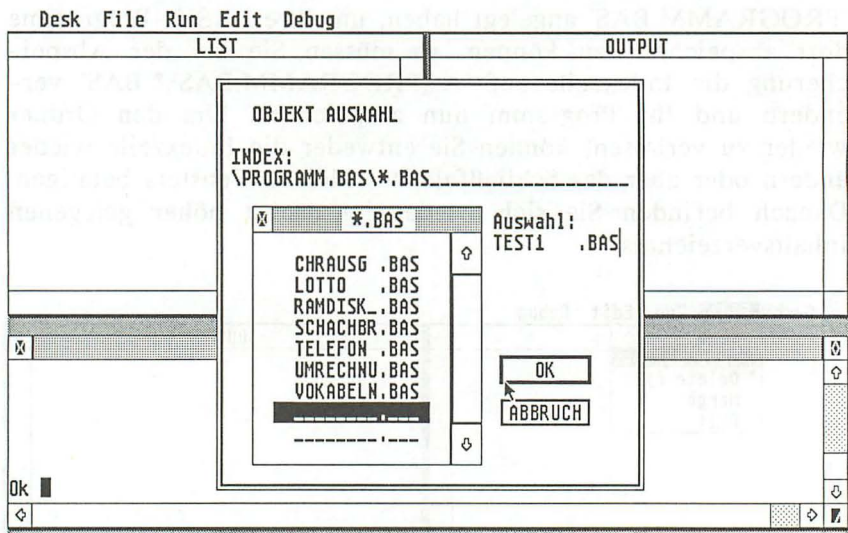 Desk File Run Edit Debug
LIST
OUTPUT
OBJEKT AUSWAHL
INDEX:
\PROGRAMM.BAS\*.BAS
*.BAS
Auswahl:
TEST1 .BAS
CHRAUSG .BAS
LOTTO .BAS
RAMDISK_.BAS
SCHACHBR.BAS
TELEFON .BAS
UMRECHNU.BAS
VOKABELN.BAS
OK
ABBRUCH
Ok